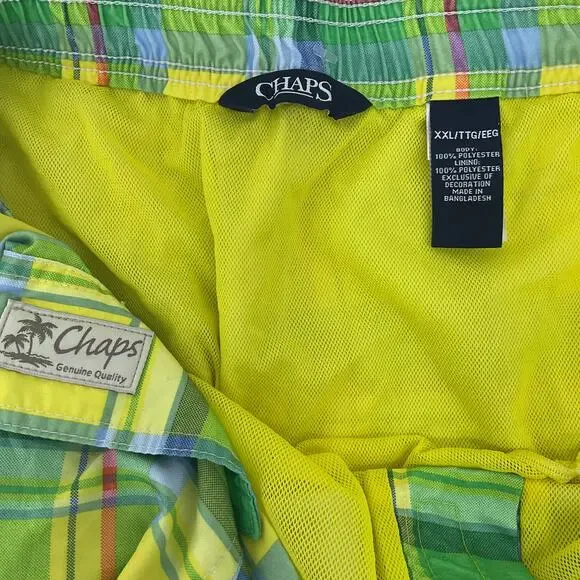 CHAPS
XXL/TTG/EEG
BODY:
100% POLYESTER
LINING:
100% POLYESTER
EXCLUSIVE OF
DECORATION
MADE IN
BANGLADESH
Chaps
Genuine Quality